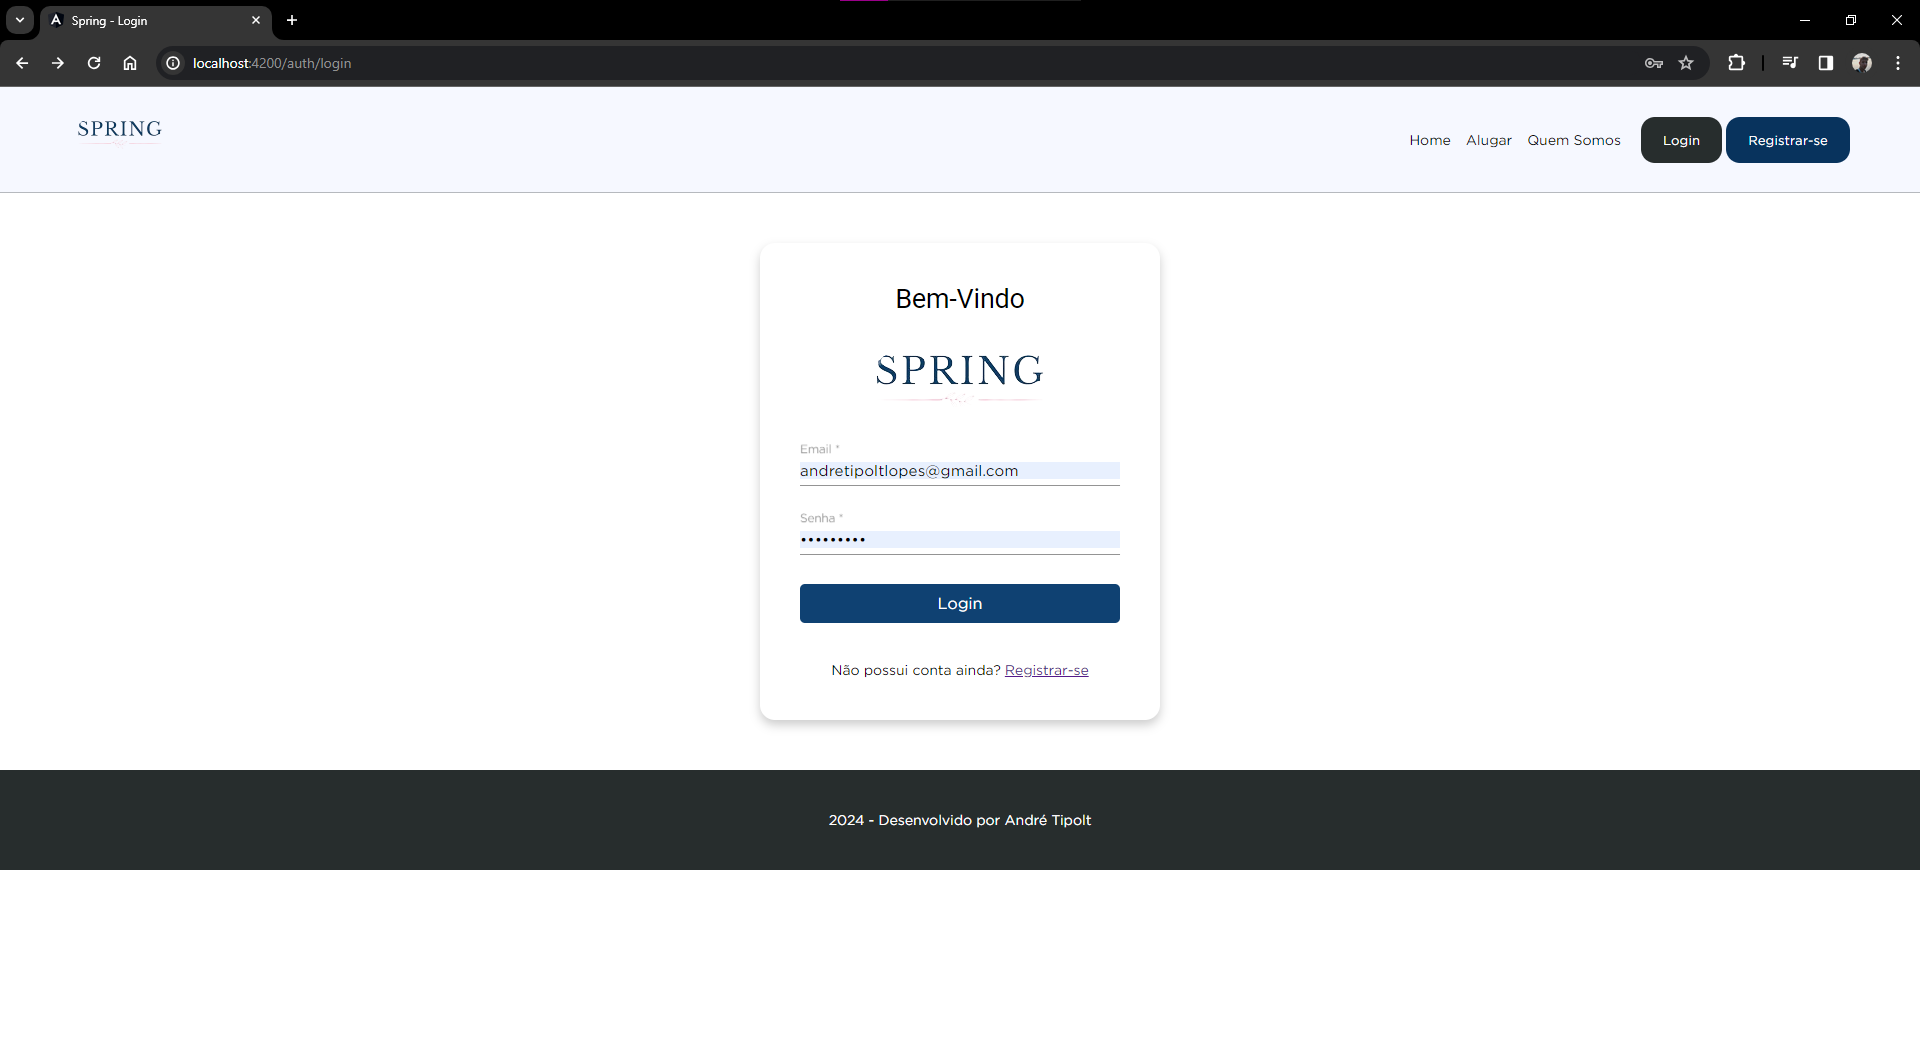 Spring - Login
localhost:4200/auth/login
SPRING
Home Alugar Quem Somos Login Registrar-se
Bem-Vindo
SPRING
Email *
andretipoltlopes@gmail.com
Senha *
•••••••••
Login
Não possui conta ainda? Registrar-se
2024 - Desenvolvido por André Tipolt